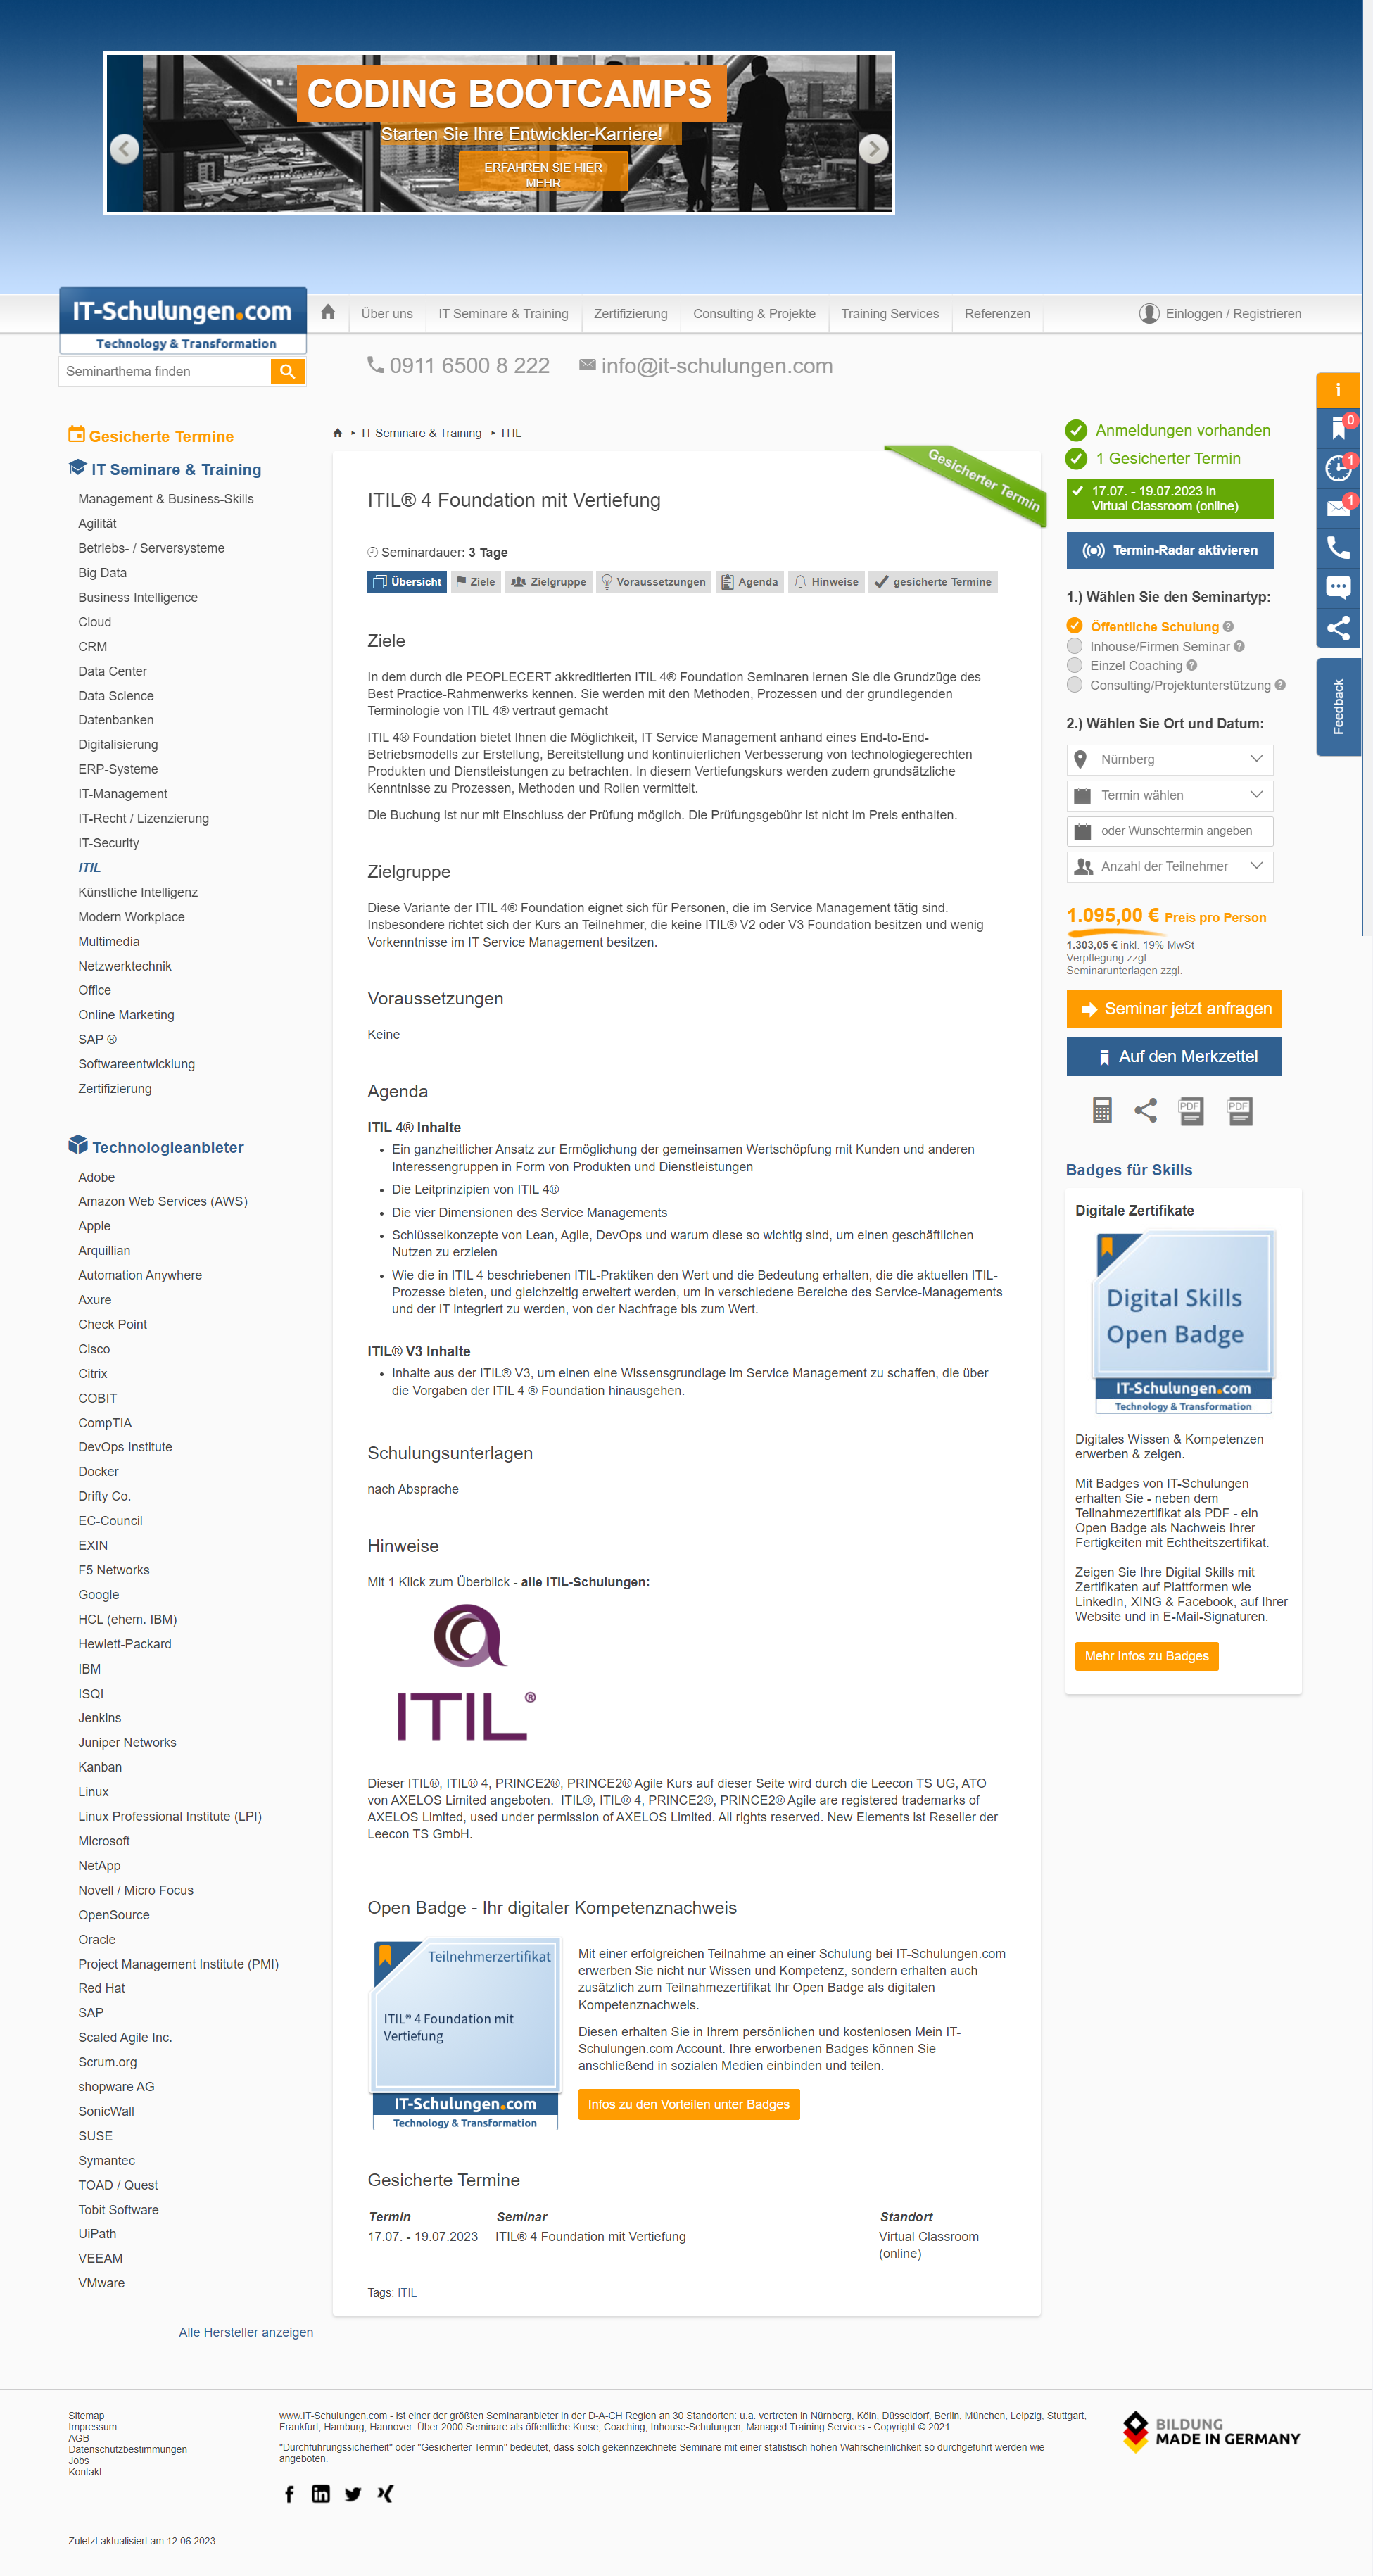 CODING BOOTCAMPS
Starten Sie Ihre Entwickler-Karriere!
ERFAHREN SIE HIER
MEHR
IT-Schulungen.com
Technology & Transformation
Über uns
IT Seminare & Training
Zertifizierung
Consulting & Projekte
Training Services
Referenzen
Einloggen / Registrieren
Seminarthema finden
0911 6500 8 222
info@it-schulungen.com
i
0
1
1
Feedback
Gesicherte Termine
IT Seminare & Training
Management & Business-Skills
Agilität
Betriebs- / Serversysteme
Big Data
Business Intelligence
Cloud
CRM
Data Center
Data Science
Datenbanken
Digitalisierung
ERP-Systeme
IT-Management
IT-Recht / Lizenzierung
IT-Security
ITIL
Künstliche Intelligenz
Modern Workplace
Multimedia
Netzwerktechnik
Office
Online Marketing
SAP ®
Softwareentwicklung
Zertifizierung
Technologieanbieter
Adobe
Amazon Web Services (AWS)
Apple
Arquillian
Automation Anywhere
Axure
Check Point
Cisco
Citrix
COBIT
CompTIA
DevOps Institute
Docker
Drifty Co.
EC-Council
EXIN
F5 Networks
Google
HCL (ehem. IBM)
Hewlett-Packard
IBM
ISQI
Jenkins
Juniper Networks
Kanban
Linux
Linux Professional Institute (LPI)
Microsoft
NetApp
Novell / Micro Focus
OpenSource
Oracle
Project Management Institute (PMI)
Red Hat
SAP
Scaled Agile Inc.
Scrum.org
shopware AG
SonicWall
SUSE
Symantec
TOAD / Quest
Tobit Software
UiPath
VEEAM
VMware
Alle Hersteller anzeigen
IT Seminare & Training
ITIL
Gesicherter Termin
ITIL® 4 Foundation mit Vertiefung
Seminardauer: 3 Tage
Übersicht
Ziele
Zielgruppe
Voraussetzungen
Agenda
Hinweise
gesicherte Termine
Ziele
In dem durch die PEOPLECERT akkreditierten ITIL 4® Foundation Seminaren lernen Sie die Grundzüge des
Best Practice-Rahmenwerks kennen. Sie werden mit den Methoden, Prozessen und der grundlegenden
Terminologie von ITIL 4® vertraut gemacht
ITIL 4® Foundation bietet Ihnen die Möglichkeit, IT Service Management anhand eines End-to-End-
Betriebsmodells zur Erstellung, Bereitstellung und kontinuierlichen Verbesserung von technologiegerechten
Produkten und Dienstleistungen zu betrachten. In diesem Vertiefungskurs werden zudem grundsätzliche
Kenntnisse zu Prozessen, Methoden und Rollen vermittelt.
Die Buchung ist nur mit Einschluss der Prüfung möglich. Die Prüfungsgebühr ist nicht im Preis enthalten.
Zielgruppe
Diese Variante der ITIL 4® Foundation eignet sich für Personen, die im Service Management tätig sind.
Insbesondere richtet sich der Kurs an Teilnehmer, die keine ITIL® V2 oder V3 Foundation besitzen und wenig
Vorkenntnisse im IT Service Management besitzen.
Voraussetzungen
Keine
Agenda
ITIL 4® Inhalte
• Ein ganzheitlicher Ansatz zur Ermöglichung der gemeinsamen Wertschöpfung mit Kunden und anderen
Interessengruppen in Form von Produkten und Dienstleistungen
• Die Leitprinzipien von ITIL 4®
• Die vier Dimensionen des Service Managements
• Schlüsselkonzepte von Lean, Agile, DevOps und warum diese so wichtig sind, um einen geschäftlichen
Nutzen zu erzielen
• Wie die in ITIL 4 beschriebenen ITIL-Praktiken den Wert und die Bedeutung erhalten, die die aktuellen ITIL-
Prozesse bieten, und gleichzeitig erweitert werden, um in verschiedene Bereiche des Service-Managements
und der IT integriert zu werden, von der Nachfrage bis zum Wert.
ITIL® V3 Inhalte
• Inhalte aus der ITIL® V3, um einen eine Wissensgrundlage im Service Management zu schaffen, die über
die Vorgaben der ITIL 4 ® Foundation hinausgehen.
Schulungsunterlagen
nach Absprache
Hinweise
Mit 1 Klick zum Überblick - alle ITIL-Schulungen:
ITIL®
Dieser ITIL®, ITIL® 4, PRINCE2®, PRINCE2® Agile Kurs auf dieser Seite wird durch die Leecon TS UG, ATO
von AXELOS Limited angeboten. ITIL®, ITIL® 4, PRINCE2®, PRINCE2® Agile are registered trademarks of
AXELOS Limited, used under permission of AXELOS Limited. All rights reserved. New Elements ist Reseller der
Leecon TS GmbH.
Open Badge - Ihr digitaler Kompetenznachweis
Teilnehmerzertifikat
ITIL® 4 Foundation mit
Vertiefung
IT-Schulungen.com
Technology & Transformation
Mit einer erfolgreichen Teilnahme an einer Schulung bei IT-Schulungen.com
erwerben Sie nicht nur Wissen und Kompetenz, sondern erhalten auch
zusätzlich zum Teilnahmezertifikat Ihr Open Badge als digitalen
Kompetenznachweis.
Diesen erhalten Sie in Ihrem persönlichen und kostenlosen Mein IT-
Schulungen.com Account. Ihre erworbenen Badges können Sie
anschließend in sozialen Medien einbinden und teilen.
Infos zu den Vorteilen unter Badges
Gesicherte Termine
Termin Seminar Standort
17.07. - 19.07.2023 ITIL® 4 Foundation mit Vertiefung Virtual Classroom
(online)
Tags: ITIL
Anmeldungen vorhanden
1 Gesicherter Termin
17.07. - 19.07.2023 in
Virtual Classroom (online)
Termin-Radar aktivieren
1.) Wählen Sie den Seminartyp:
Öffentliche Schulung ?
Inhouse/Firmen Seminar ?
Einzel Coaching ?
Consulting/Projektunterstützung ?
2.) Wählen Sie Ort und Datum:
Nürnberg
Termin wählen
oder Wunschtermin angeben
Anzahl der Teilnehmer
1.095,00 € Preis pro Person
1.303,05 € inkl. 19% MwSt
Verpflegung zzgl.
Seminarunterlagen zzgl.
Seminar jetzt anfragen
Auf den Merkzettel
PDF
PDF
Badges für Skills
Digitale Zertifikate
Digital Skills
Open Badge
IT-Schulungen.com
Technology & Transformation
Digitales Wissen & Kompetenzen
erwerben & zeigen.
Mit Badges von IT-Schulungen
erhalten Sie - neben dem
Teilnahmezertifikat als PDF - ein
Open Badge als Nachweis Ihrer
Fertigkeiten mit Echtheitszertifikat.
Zeigen Sie Ihre Digital Skills mit
Zertifikaten auf Plattformen wie
LinkedIn, XING & Facebook, auf Ihrer
Website und in E-Mail-Signaturen.
Mehr Infos zu Badges
Sitemap
Impressum
AGB
Datenschutzbestimmungen
Jobs
Kontakt
www.IT-Schulungen.com - ist einer der größten Seminaranbieter in der D-A-CH Region an 30 Standorten: u.a. vertreten in Nürnberg, Köln, Düsseldorf, Berlin, München, Leipzig, Stuttgart,
Frankfurt, Hamburg, Hannover. Über 2000 Seminare als öffentliche Kurse, Coaching, Inhouse-Schulungen, Managed Training Services - Copyright © 2021.
"Durchführungssicherheit" oder "Gesicherter Termin" bedeutet, dass solch gekennzeichnete Seminare mit einer statistisch hohen Wahrscheinlichkeit so durchgeführt werden wie
angeboten.
BILDUNG
MADE IN GERMANY
Zuletzt aktualisiert am 12.06.2023.